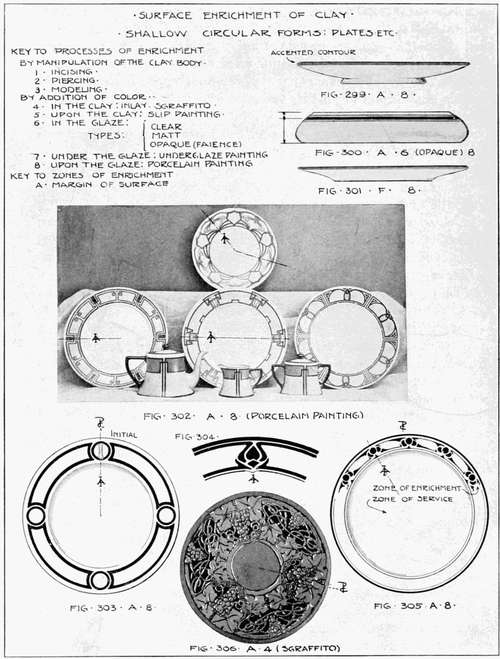 ·SURFACE ENRICHMENT OF CLAY·
·SHALLOW CIRCULAR FORMS: PLATES·ETC·
KEY TO PROCESSES OF ENRICHMENT
BY MANIPULATION OF THE CLAY BODY·
1 · INCISING·
2 · PIERCING·
3 · MODELING·
BY ADDITION OF COLOR··
4 · IN THE CLAY: INLAY. SGRAFFITO·
5 · UPON THE CLAY: SLIP PAINTING·
6 · IN THE GLAZE:
TYPES:
CLEAR
MATT
OPAQUE (FAIENCE)
7 · UNDER THE GLAZE: UNDERGLAZE PAINTING
8 · UPON THE GLAZE: PORCELAIN PAINTING
KEY TO ZONES OF ENRICHMENT
A· MARGIN OF SURFACE
ACCENTED CONTOUR
FIG·299· A · 8·
FIG·300· A ·6 (OPAQUE) 8
FIG·301 · F · 8·
FIG· 302· A · 8 · (PORCELAIM PAINTING)
INITIAL
FIG·304·
ZONE OF ENRICHMENT
ZONE OF SERVICE
FIG·303 · A·8·
FIG·305· A·8·
FIG·306· A·4 (SGRAFFITO)